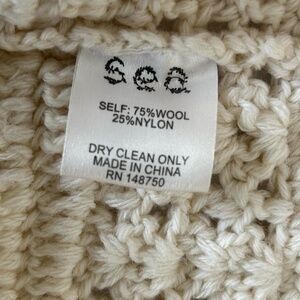 sea
SELF: 75%WOOL
25%NYLON
DRY CLEAN ONLY
MADE IN CHINA
RN 148750